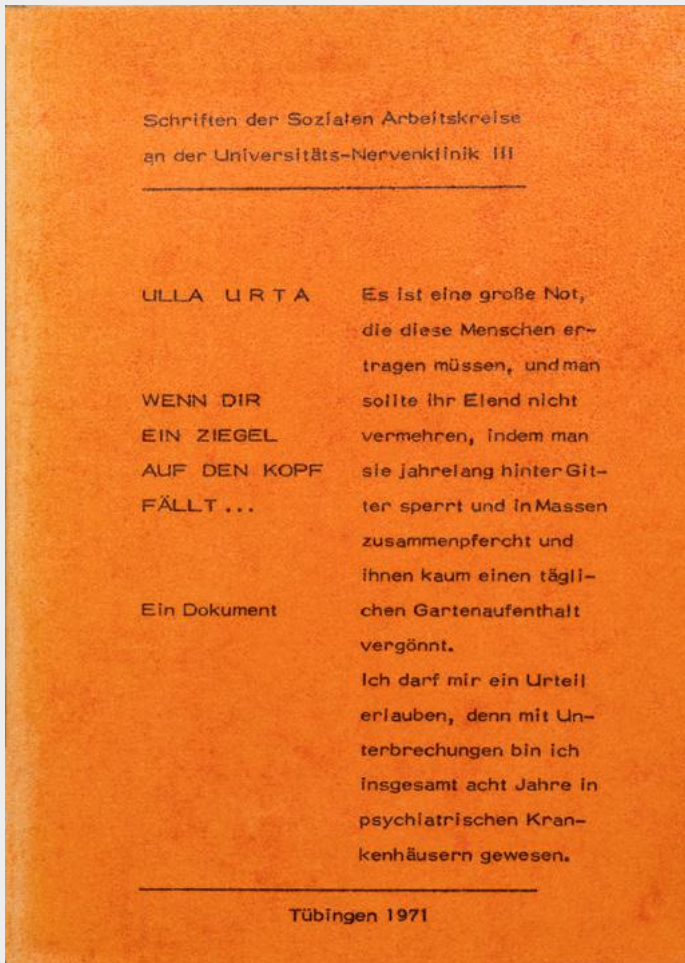 Schriften der Sozialen Arbeitskreise
an der Universitäts-Nervenklinik III
ULLA URTA
WENN DIR
EIN ZIEGEL
AUF DEN KOPF
FÄLLT...
Ein Dokument
Es ist eine große Not,
die diese Menschen er-
tragen müssen, und man
sollte ihr Elend nicht
vermehren, indem man
sie jahrelang hinter Git-
ter sperrt und in Massen
zusammenpfercht und
ihnen kaum einen tägli-
chen Gartenaufenthalt
vergönnt.
Ich darf mir ein Urteil
erlauben, denn mit Un-
terbrechungen bin ich
insgesamt acht Jahre in
psychiatrischen Kran-
kenhäusern gewesen.
Tübingen 1971